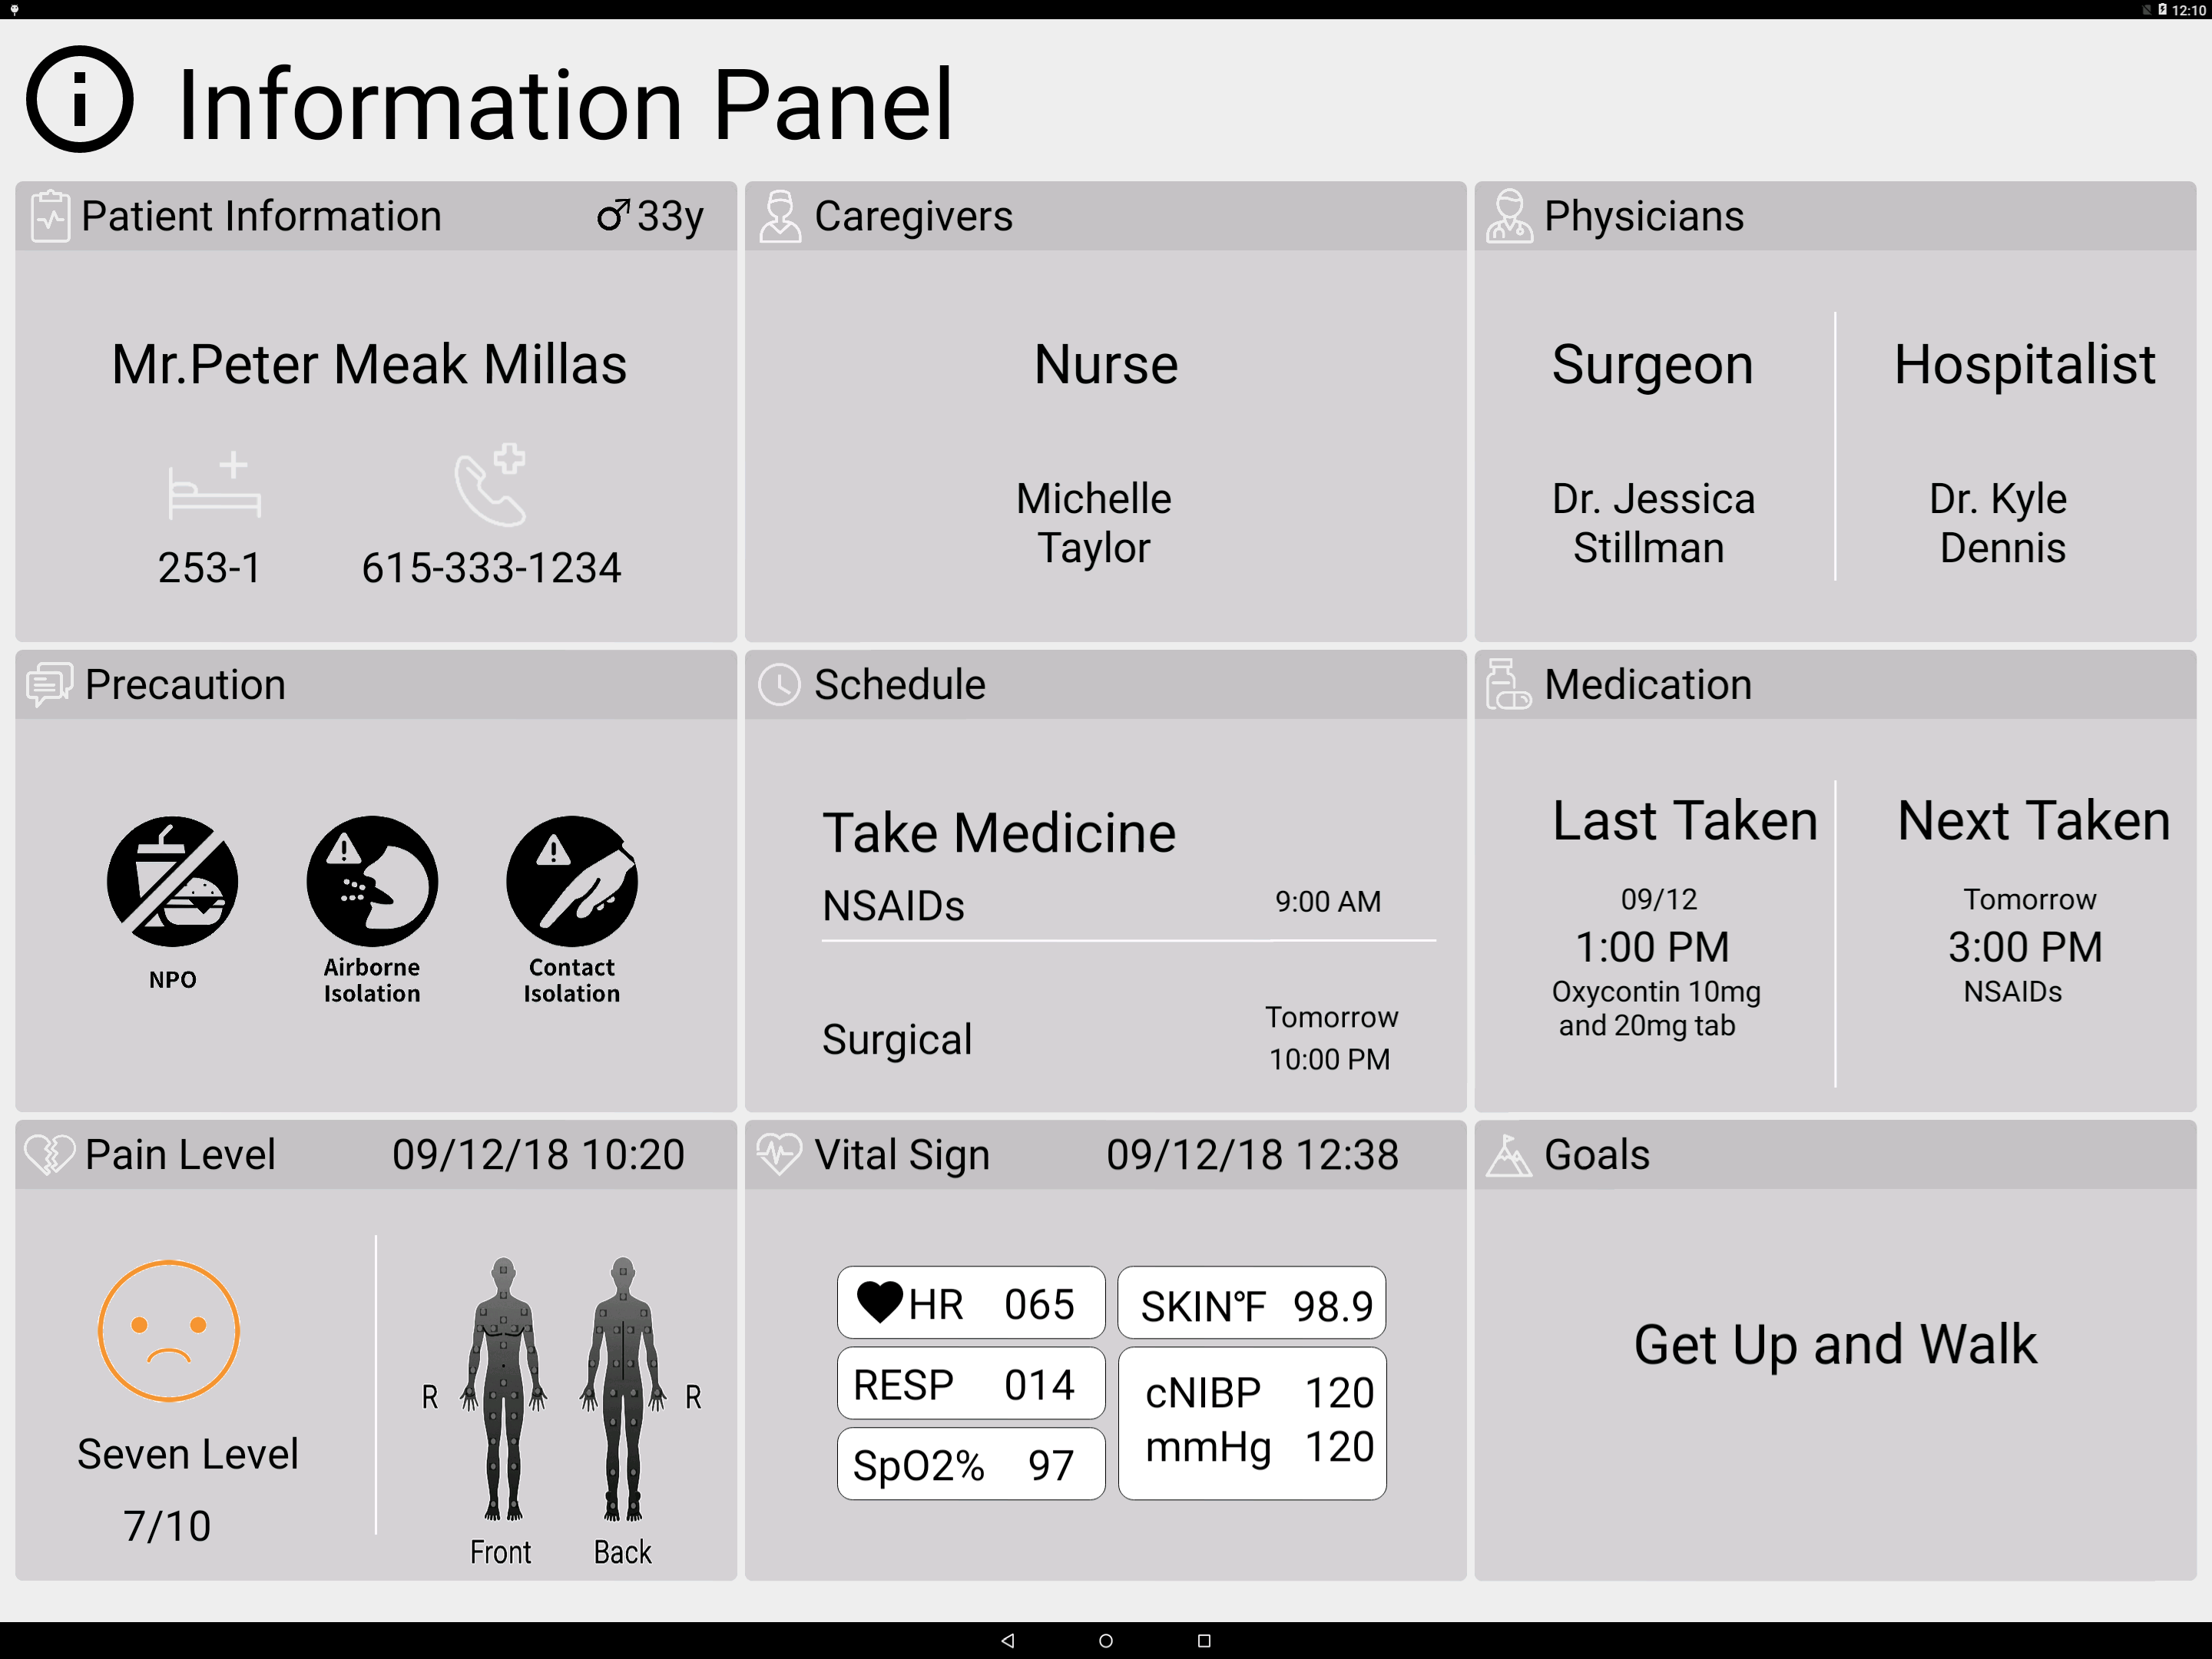 12:10
Information Panel
Patient Information ♂33y
Mr.Peter Meak Millas
253-1
615-333-1234
Caregivers
Nurse
Michelle
Taylor
Physicians
Surgeon
Dr. Jessica
Stillman
Hospitalist
Dr. Kyle
Dennis
Precaution
NPO
Airborne
Isolation
Contact
Isolation
Schedule
Take Medicine
NSAIDs 9:00 AM
Surgical
Tomorrow
10:00 PM
Medication
Last Taken
09/12
1:00 PM
Oxycontin 10mg
and 20mg tab
Next Taken
Tomorrow
3:00 PM
NSAIDs
Pain Level 09/12/18 10:20
Seven Level
7/10
R
R
Front
Back
Vital Sign 09/12/18 12:38
HR 065
RESP 014
SpO2% 97
SKIN°F 98.9
cNIBP 120
mmHg 120
Goals
Get Up and Walk